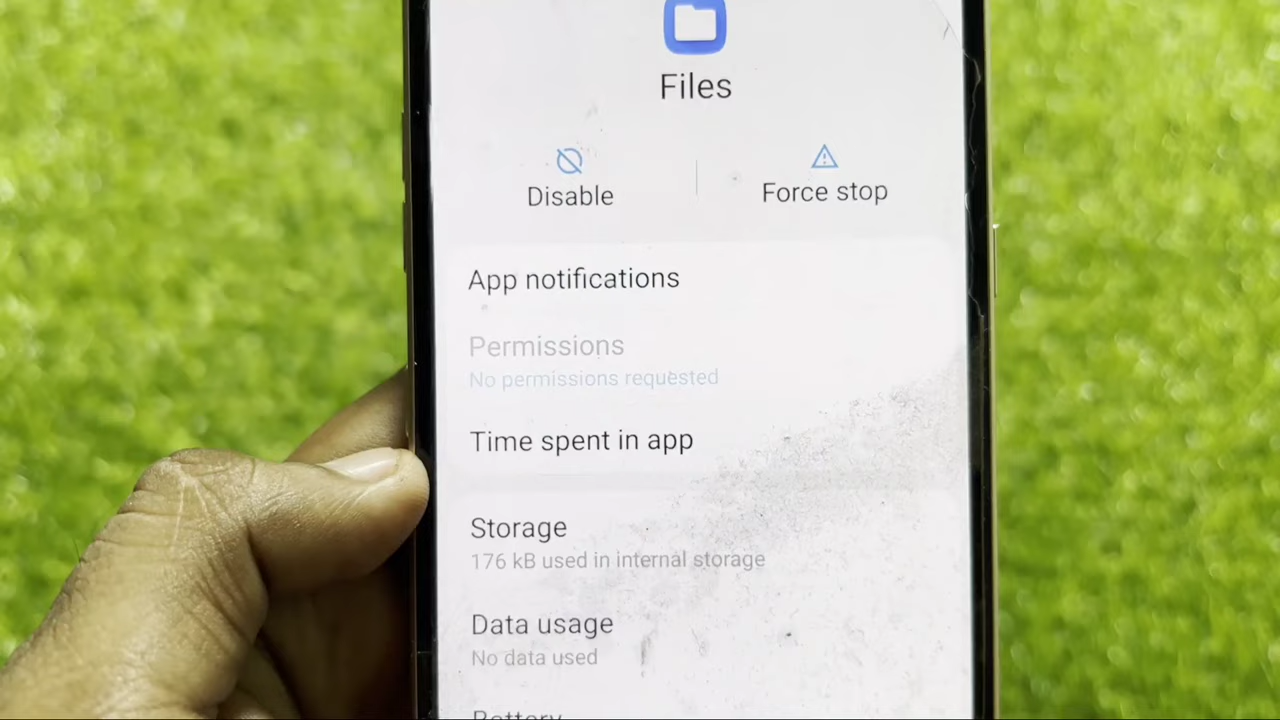 Files
Disable
Force stop
App notifications
Permissions
No permissions requested
Time spent in app
Storage
176 kB used in internal storage
Data usage
No data used
Battery